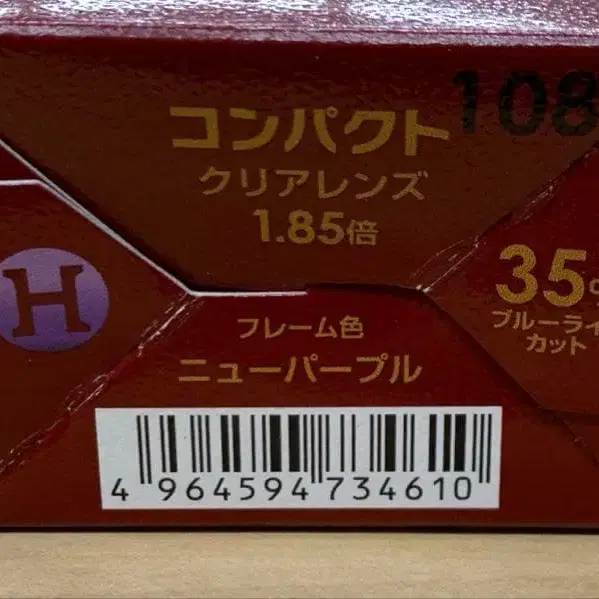 108
コンパクト
クリアレンズ
1.85倍
H
35%
ブルーライ
カット
フレーム色
ニューパープル
4 964594 734610